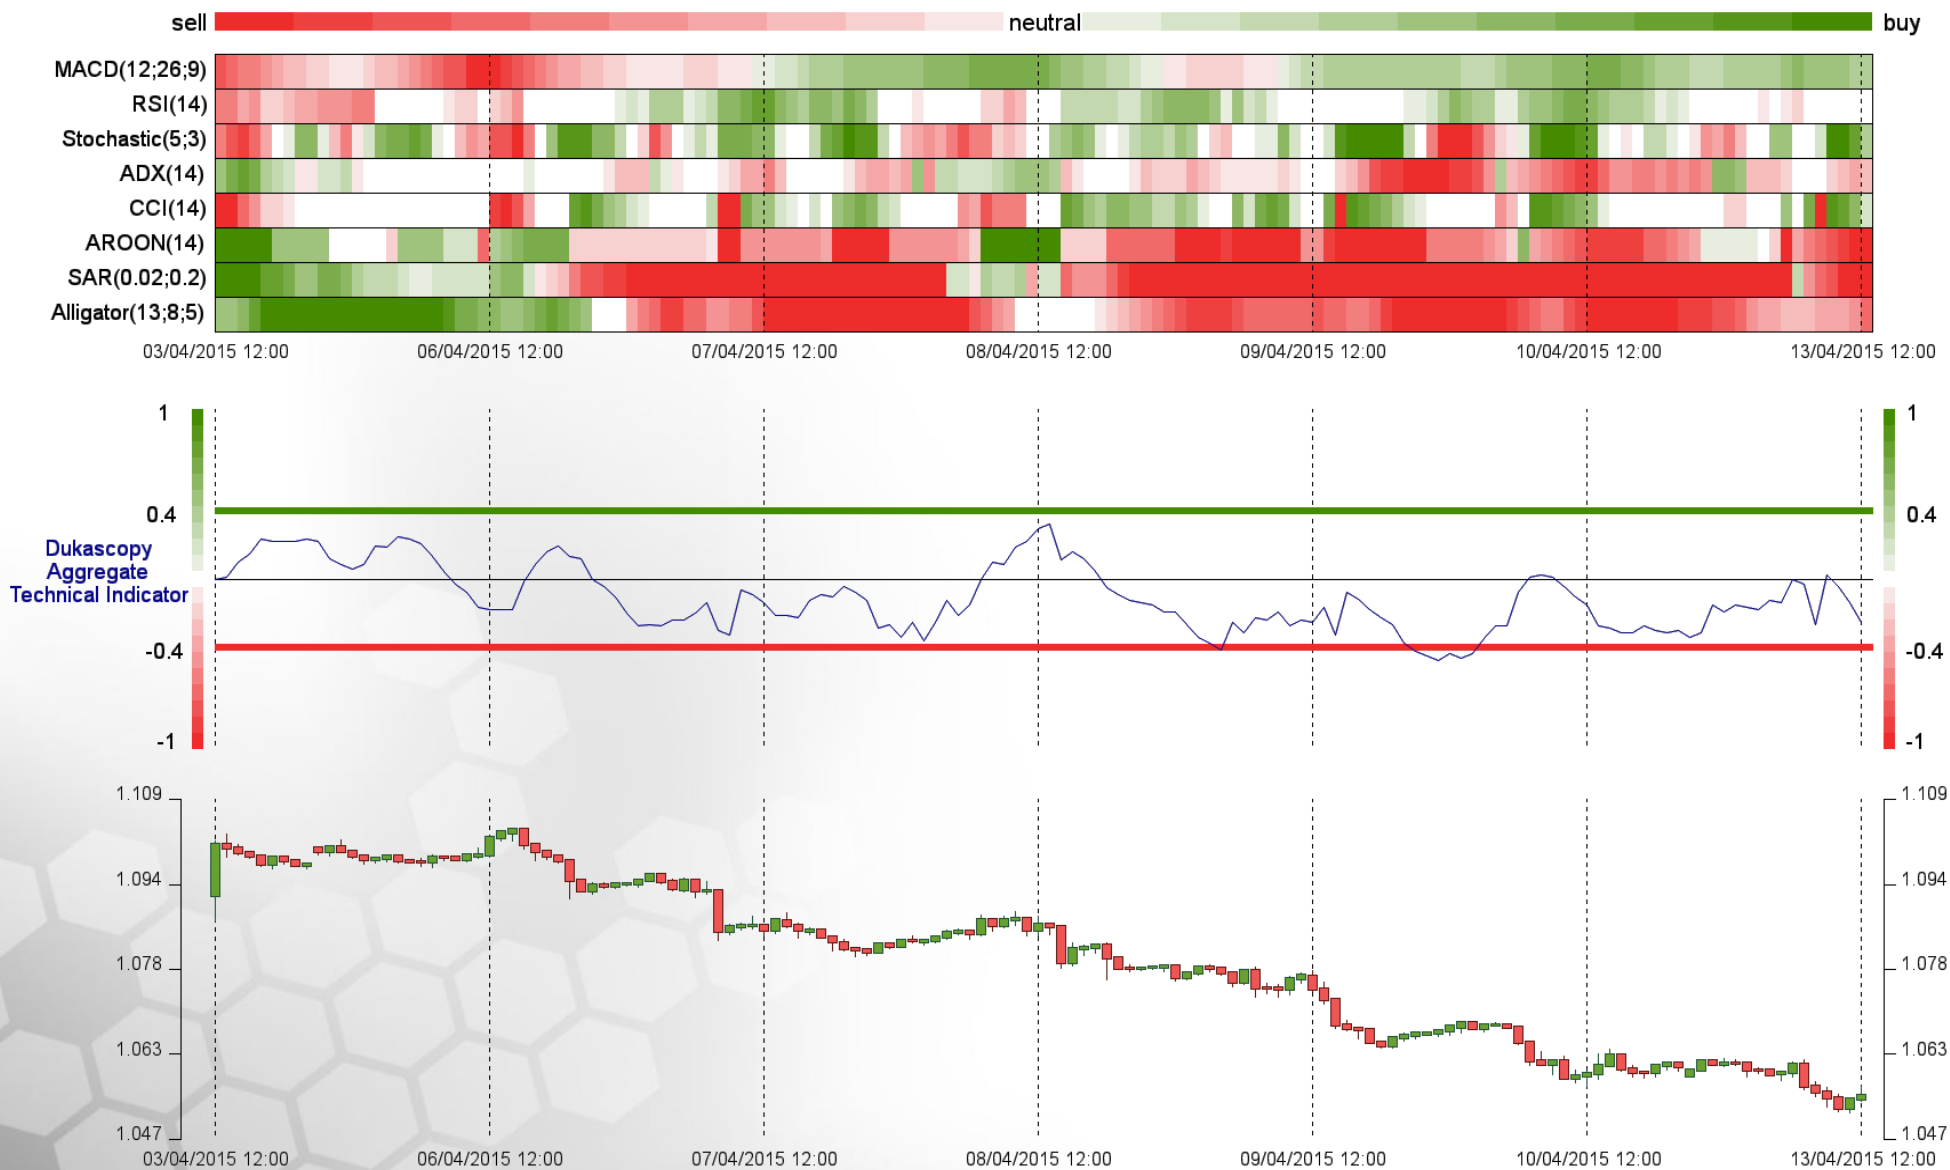 sell neutral buy
MACD(12;26;9)
RSI(14)
Stochastic(5;3)
ADX(14)
CCI(14)
AROON(14)
SAR(0.02;0.2)
Alligator(13;8;5)
03/04/2015 12:00 06/04/2015 12:00 07/04/2015 12:00 08/04/2015 12:00 09/04/2015 12:00 10/04/2015 12:00 13/04/2015 12:00
1 1
0.4 0.4
Dukascopy
Aggregate
Technical Indicator
-0.4 -0.4
-1 -1
1.109 1.109
1.094 1.094
1.078 1.078
1.063 1.063
1.047 1.047
03/04/2015 12:00 06/04/2015 12:00 07/04/2015 12:00 08/04/2015 12:00 09/04/2015 12:00 10/04/2015 12:00 13/04/2015 12:00